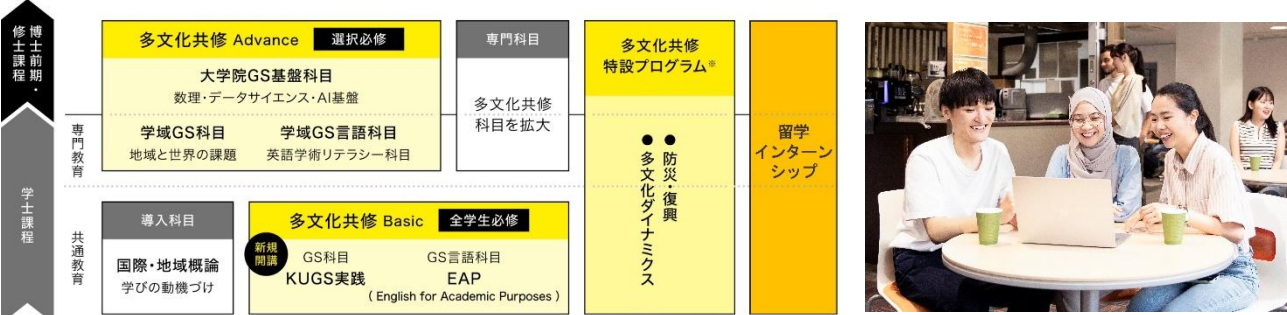 博士前期・
修士課程
学士課程
専門教育
共通教育
多文化共修 Advance 選択必修
大学院GS基盤科目
数理・データサイエンス・AI基盤
学域GS科目 学域GS言語科目
地域と世界の課題 英語学術リテラシー科目
専門科目
多文化共修
科目を拡大
導入科目
国際・地域概論
学びの動機づけ
多文化共修 Basic 全学生必修
新規
開講
GS科目 GS言語科目
KUGS実践 EAP
( English for Academic Purposes )
多文化共修
特設プログラム※
● 防災・復興
● 多文化ダイナミクス
留学
インターン
シップ